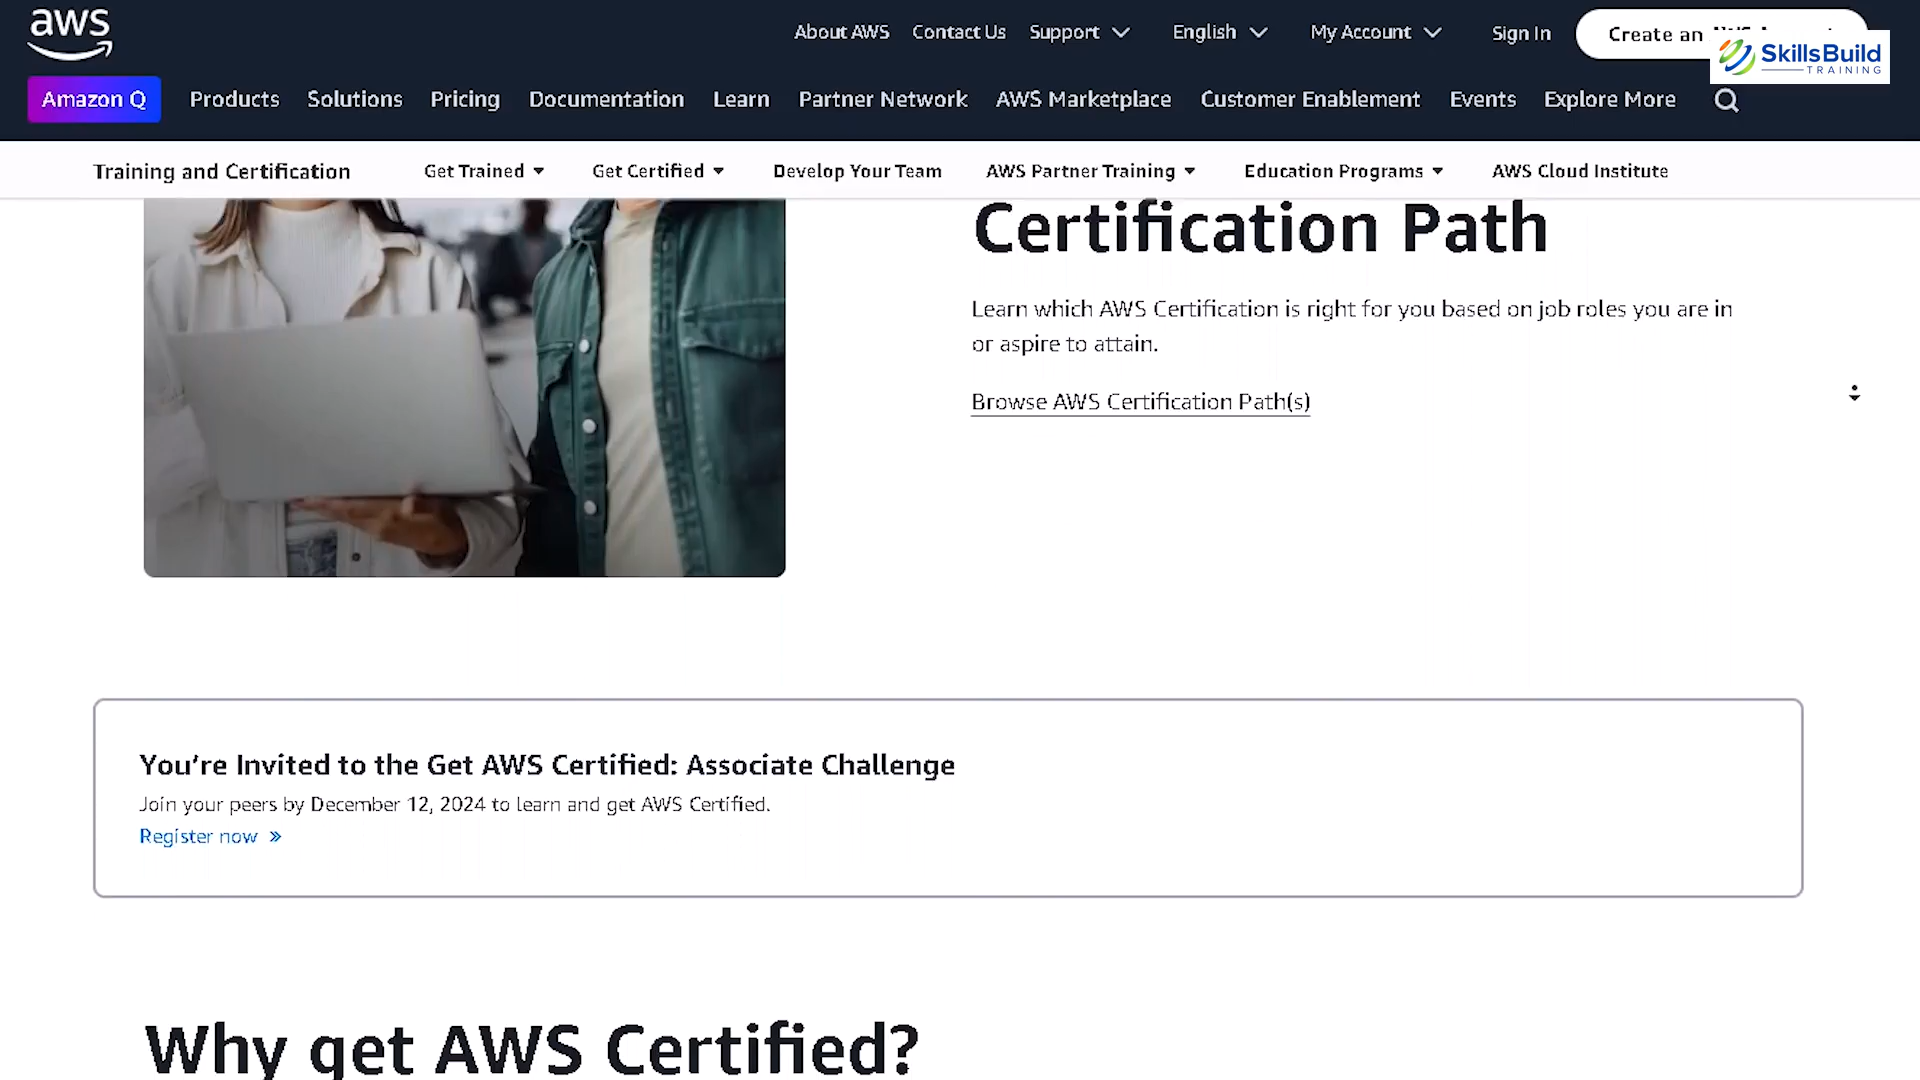 aws
About AWS Contact Us Support English My Account Sign In Create an
SkillsBuild
TRAINING
Amazon Q Products Solutions Pricing Documentation Learn Partner Network AWS Marketplace Customer Enablement Events Explore More
Training and Certification Get Trained Get Certified Develop Your Team AWS Partner Training Education Programs AWS Cloud Institute
Certification Path
Learn which AWS Certification is right for you based on job roles you are in
or aspire to attain.
Browse AWS Certification Path(s)
You're Invited to the Get AWS Certified: Associate Challenge
Join your peers by December 12, 2024 to learn and get AWS Certified.
Register now »
Why get AWS Certified?